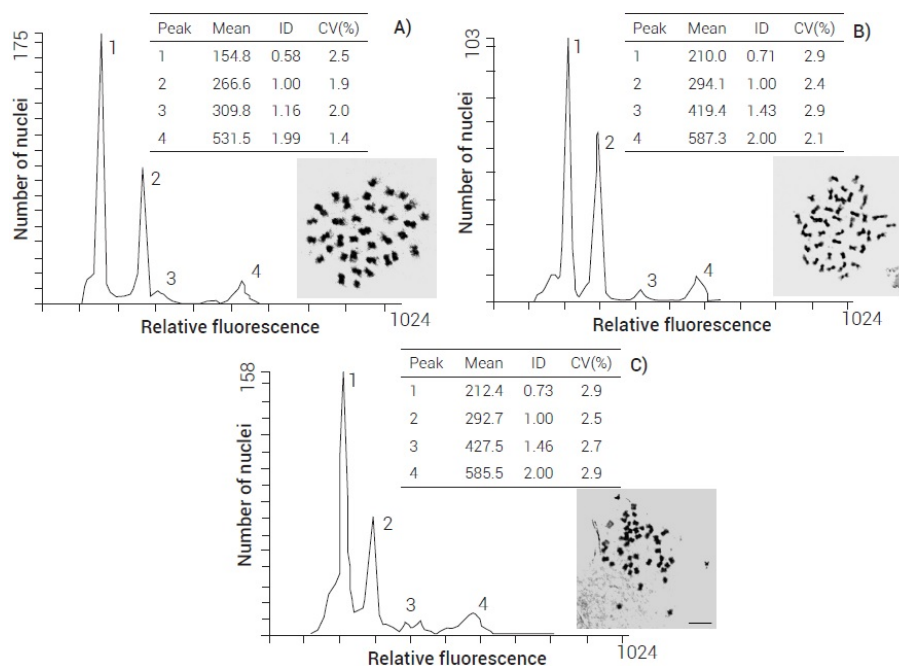 A)
Peak Mean ID CV(%)
1 154.8 0.58 2.5
2 266.6 1.00 1.9
3 309.8 1.16 2.0
4 531.5 1.99 1.4
175
Number of nuclei
1
2
3
4
1024
Relative fluorescence
B)
Peak Mean ID CV(%)
1 210.0 0.71 2.9
2 294.1 1.00 2.4
3 419.4 1.43 2.9
4 587.3 2.00 2.1
103
Number of nuclei
1
2
3
4
1024
Relative fluorescence
C)
Peak Mean ID CV(%)
1 212.4 0.73 2.9
2 292.7 1.00 2.5
3 427.5 1.46 2.7
4 585.5 2.00 2.9
158
Number of nuclei
1
2
3
4
1024
Relative fluorescence